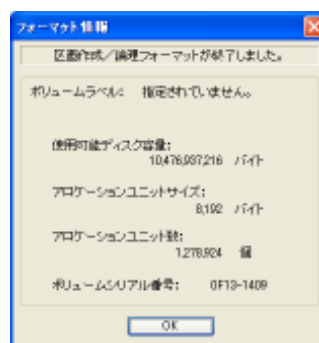 フォーマット情報
区画作成／論理フォーマットが終了しました。
ボリュームラベル: 指定されていません。
使用可能ディスク容量:
10,476,937,216 バイト
アロケーションユニットサイズ:
8,192 バイト
アロケーションユニット数:
1,278,924 個
ボリュームシリアル番号: 0F13-1409
OK